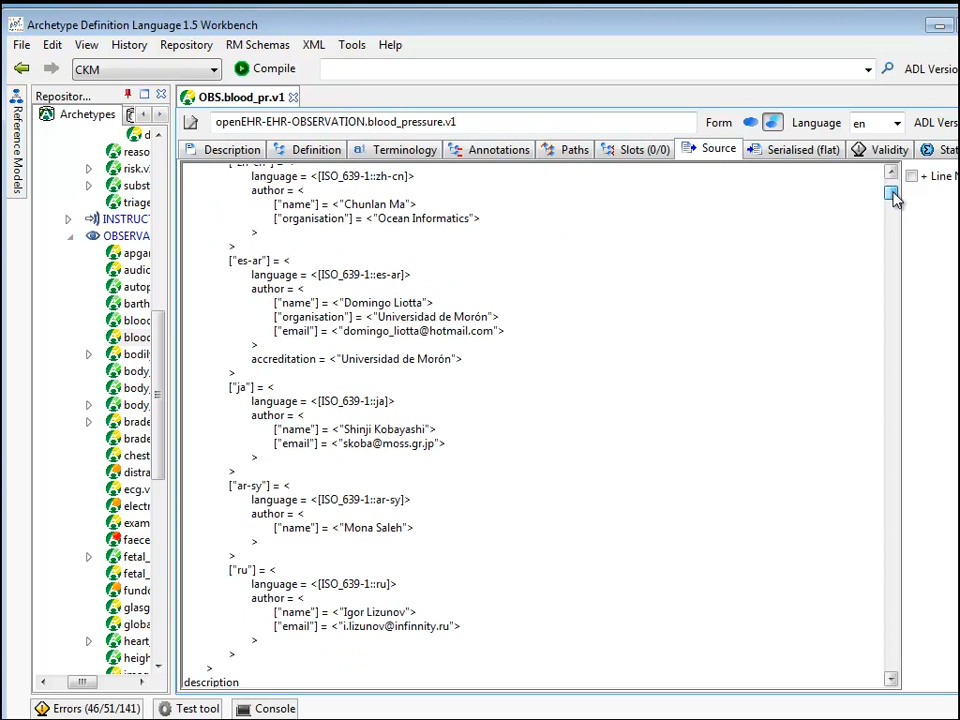 Archetype Definition Language 1.5 Workbench
File Edit View History Repository RM Schemas XML Tools Help
CKM Compile ADL Versio
Repositor... OBS.blood_pr.v1
Archetypes
openEHR-EHR-OBSERVATION.blood_pressure.v1 Form Language en ADL Vers
Description Definition Terminology Annotations Paths Slots (0/0) Source Serialised (flat) Validity Stat
+ Line N
Reference Models
d
reaso
risk.v
subst
triage
INSTRUCT
OBSERVA
apgar
audio
autop
barth
blood
blood
bodil
body_
body_
body_
brade
brade
chest
distra
ecg.v
electr
exam
faece
fetal_
fetal_
fundo
glasg
globa
heart_
heigh
language = <[ISO_639-1::zh-cn]>
author = <
["name"] = <"Chunlan Ma">
["organisation"] = <"Ocean Informatics">
>
>
["es-ar"] = <
language = <[ISO_639-1::es-ar]>
author = <
["name"] = <"Domingo Liotta">
["organisation"] = <"Universidad de Morón">
["email"] = <"domingo_liotta@hotmail.com">
>
accreditation = <"Universidad de Morón">
>
["ja"] = <
language = <[ISO_639-1::ja]>
author = <
["name"] = <"Shinji Kobayashi">
["email"] = <"skoba@moss.gr.jp">
>
>
["ar-sy"] = <
language = <[ISO_639-1::ar-sy]>
author = <
["name"] = <"Mona Saleh">
>
>
["ru"] = <
language = <[ISO_639-1::ru]>
author = <
["name"] = <"Igor Lizunov">
["email"] = <"i.lizunov@infinnity.ru">
>
>
>
description
Errors (46/51/141) Test tool Console